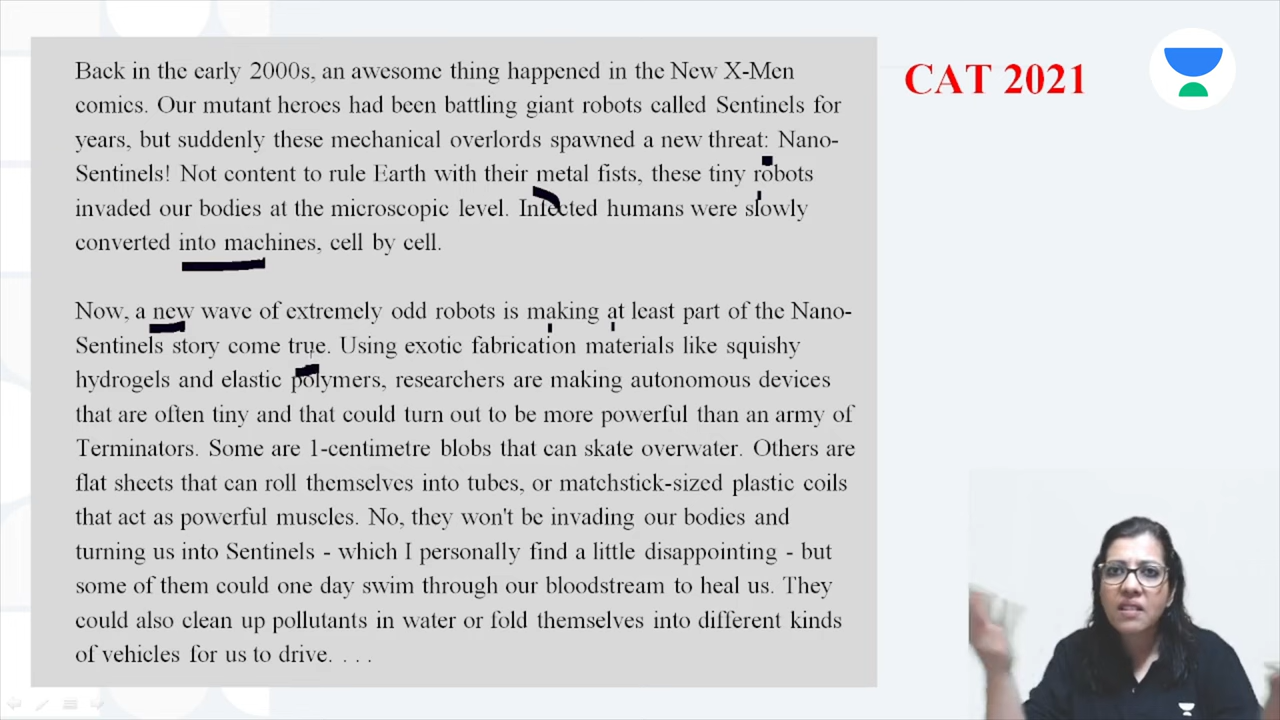 Back in the early 2000s, an awesome thing happened in the New X-Men
comics. Our mutant heroes had been battling giant robots called Sentinels for
years, but suddenly these mechanical overlords spawned a new threat: Nano-
Sentinels! Not content to rule Earth with their metal fists, these tiny robots
invaded our bodies at the microscopic level. Infected humans were slowly
converted into machines, cell by cell.
Now, a new wave of extremely odd robots is making at least part of the Nano-
Sentinels story come true. Using exotic fabrication materials like squishy
hydrogels and elastic polymers, researchers are making autonomous devices
that are often tiny and that could turn out to be more powerful than an army of
Terminators. Some are 1-centimetre blobs that can skate overwater. Others are
flat sheets that can roll themselves into tubes, or matchstick-sized plastic coils
that act as powerful muscles. No, they won't be invading our bodies and
turning us into Sentinels - which I personally find a little disappointing - but
some of them could one day swim through our bloodstream to heal us. They
could also clean up pollutants in water or fold themselves into different kinds
of vehicles for us to drive. . . .
CAT 2021